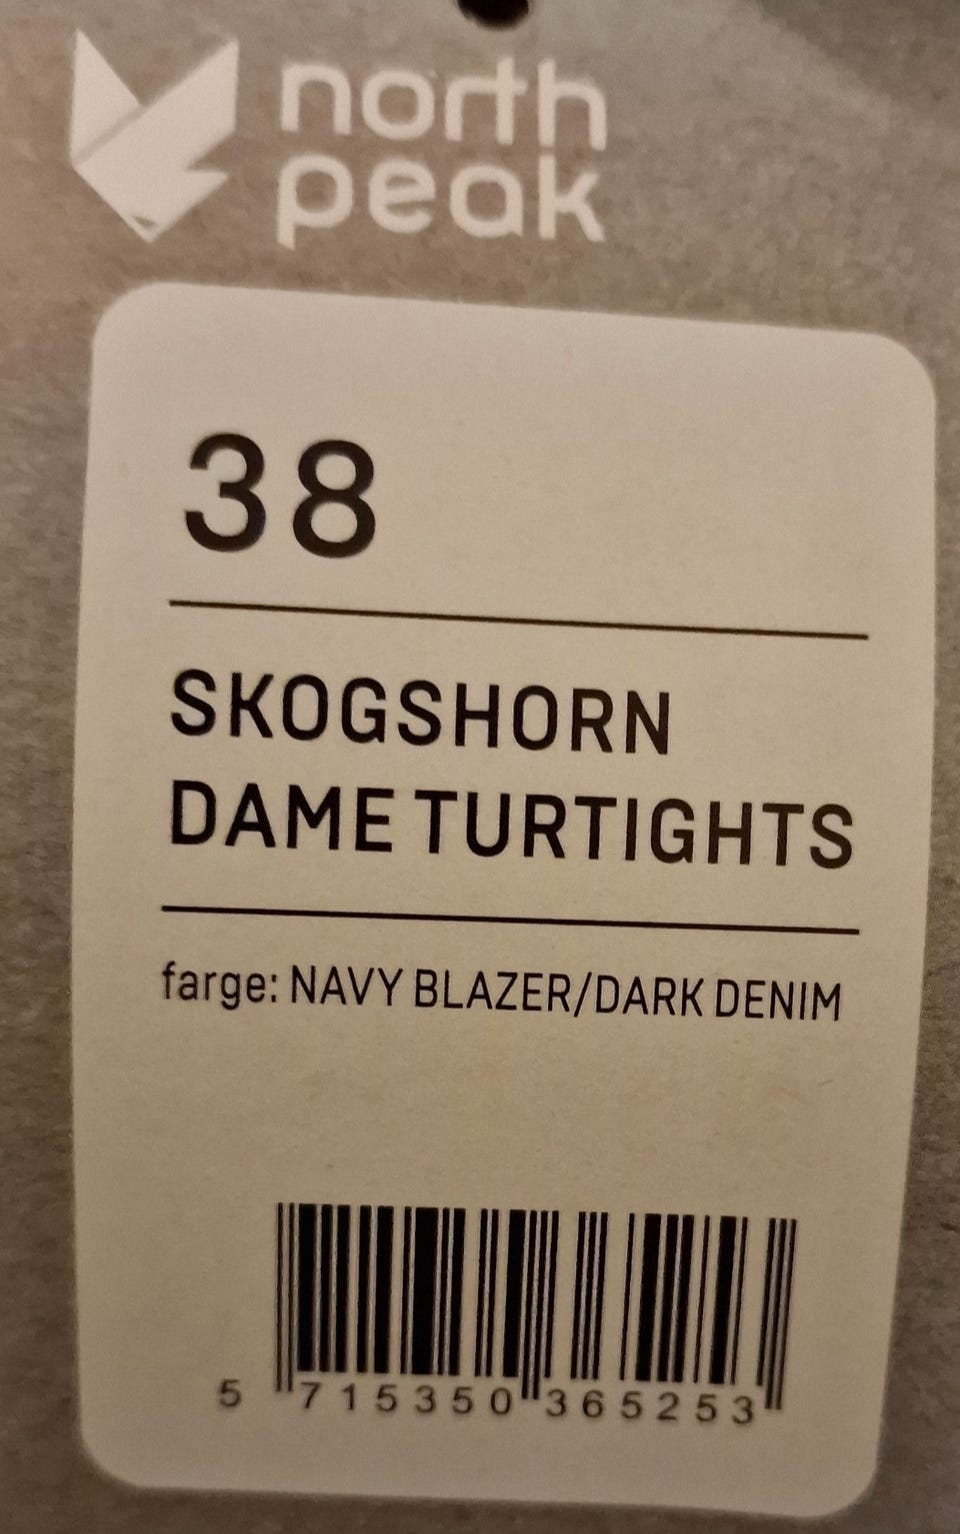 north
peak
38
SKOGSHORN
DAME TURTIGHTS
farge: NAVY BLAZER/DARK DENIM
5 715350 365253